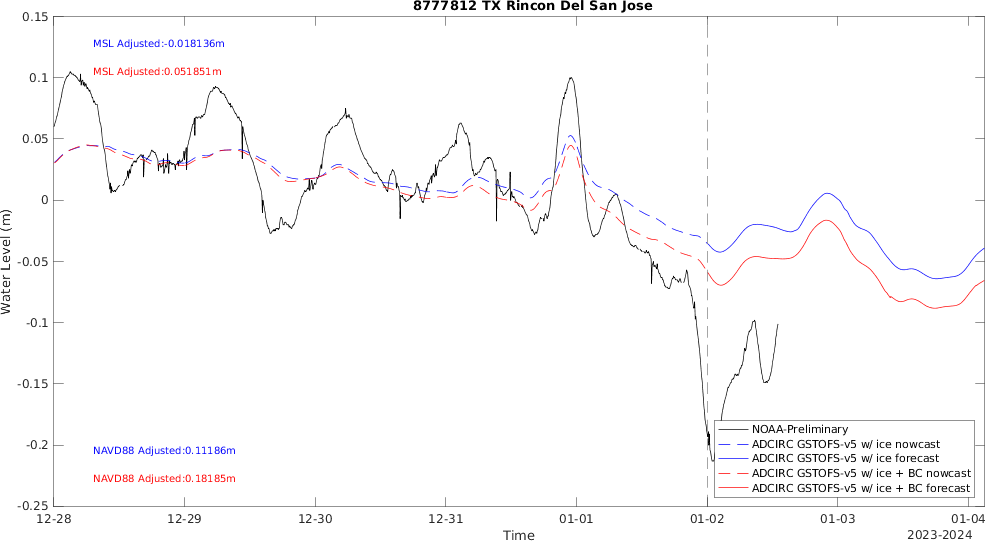 8777812 TX Rincon Del San Jose
0.15
MSL Adjusted:-0.018136m
MSL Adjusted:0.051851m
0.1
0.05
0
-0.05
-0.1
-0.15
-0.2
-0.25
Water Level (m)
NAVD88 Adjusted:0.11186m
NAVD88 Adjusted:0.18185m
NOAA-Preliminary
ADCIRC GSTOFS-v5 w/ ice nowcast
ADCIRC GSTOFS-v5 w/ ice forecast
ADCIRC GSTOFS-v5 w/ ice + BC nowcast
ADCIRC GSTOFS-v5 w/ ice + BC forecast
12-28 12-29 12-30 12-31 01-01 01-02 01-03 01-04
Time
2023-2024